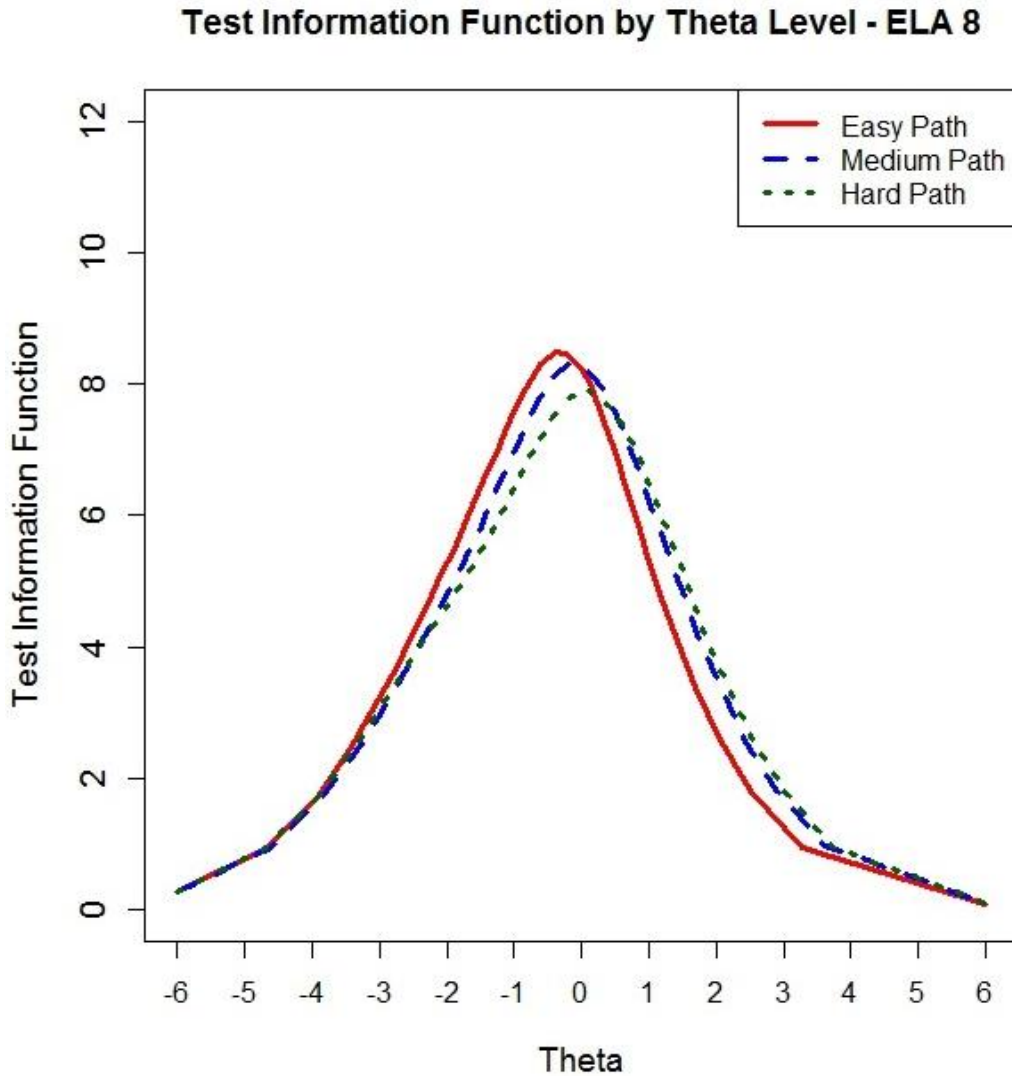 Test Information Function by Theta Level - ELA 8
Easy Path
Medium Path
Hard Path
Test Information Function
12
10
8
6
4
2
0
-6 -5 -4 -3 -2 -1 0 1 2 3 4 5 6
Theta